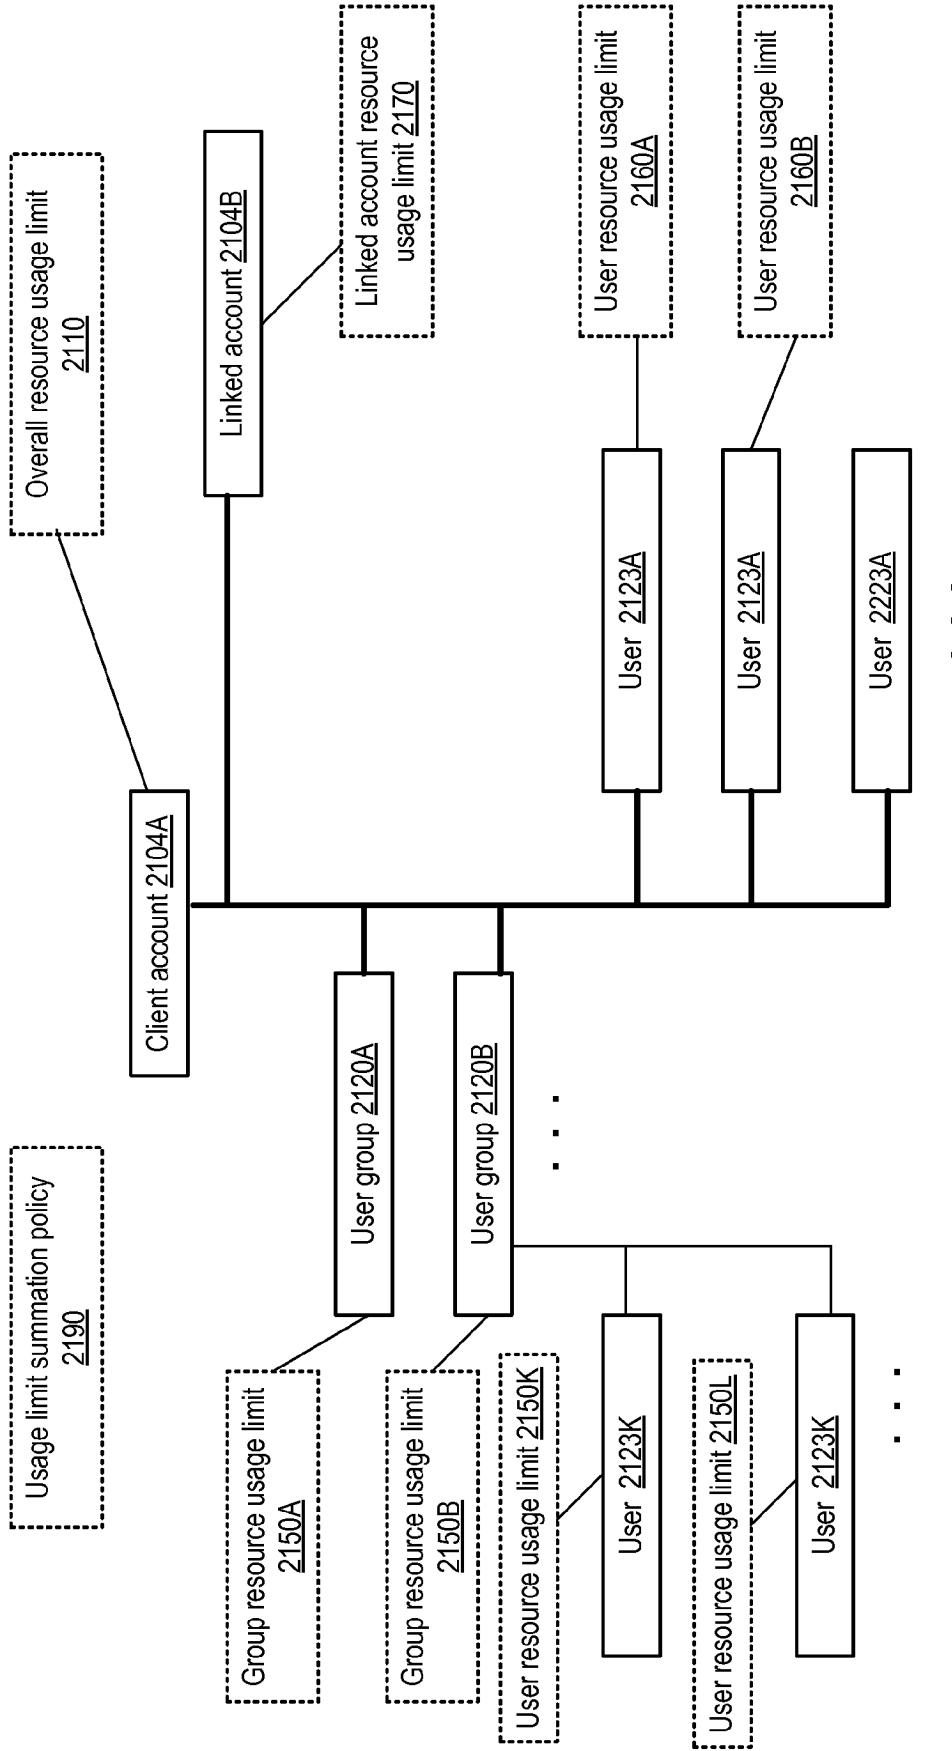 Usage limit summation policy
2190
Overall resource usage limit
2110
Client account 2104A
Linked account 2104B
Linked account resource
usage limit 2170
Group resource usage limit
2150A
User group 2120A
Group resource usage limit
2150B
User group 2120B
. . .
User resource usage limit 2150K
User 2123K
User resource usage limit 2150L
User 2123K
. . .
User 2123A
User resource usage limit
2160A
User 2123A
User resource usage limit
2160B
User 2223A